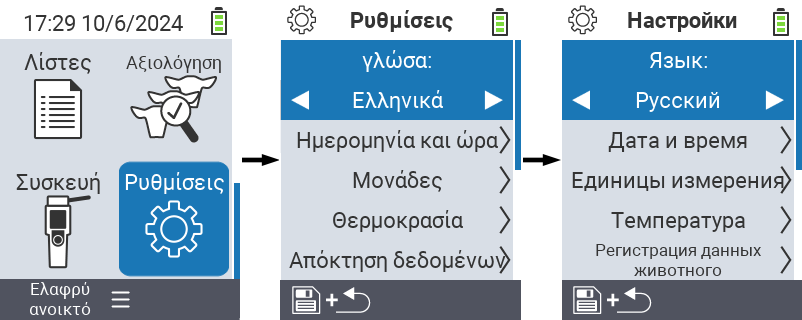 17:29 10/6/2024
Λίστες
Αξιολόγηση
Συσκευή
Ρυθμίσεις
Ελαφρύ
ανοικτό
Ρυθμίσεις
γλώσα:
Ελληνικά
Ημερομηνία και ώρα
Μονάδες
Θερμοκρασία
Απόκτηση δεδομένων
Настройки
Язык:
Русский
Дата и время
Единицы измерения
Температура
Регистрация данных
животного